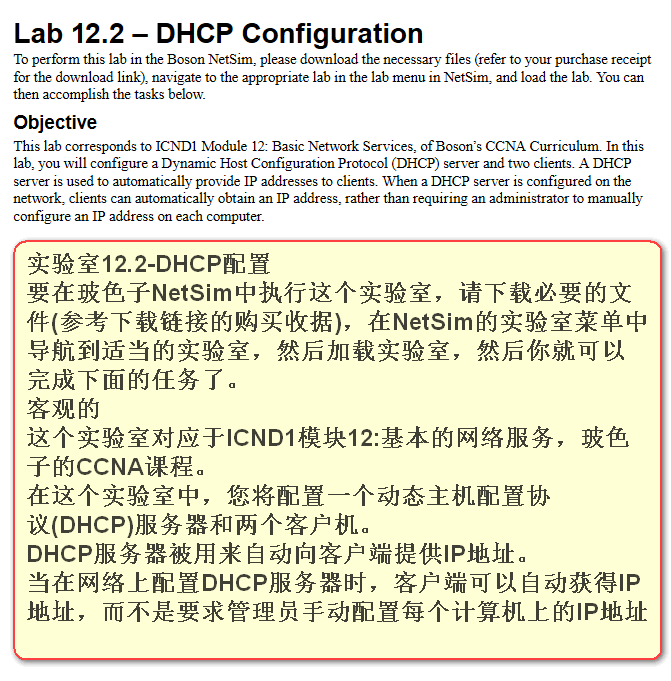 Lab 12.2 – DHCP Configuration
To perform this lab in the Boson NetSim, please download the necessary files (refer to your purchase receipt
for the download link), navigate to the appropriate lab in the lab menu in NetSim, and load the lab. You can
then accomplish the tasks below.
Objective
This lab corresponds to ICND1 Module 12: Basic Network Services, of Boson’s CCNA Curriculum. In this
lab, you will configure a Dynamic Host Configuration Protocol (DHCP) server and two clients. A DHCP
server is used to automatically provide IP addresses to clients. When a DHCP server is configured on the
network, clients can automatically obtain an IP address, rather than requiring an administrator to manually
configure an IP address on each computer.
实验室12.2-DHCP配置
要在玻色子NetSim中执行这个实验室，请下载必要的文
件(参考下载链接的购买收据)，在NetSim的实验室菜单中
导航到适当的实验室，然后加载实验室，然后你就可以
完成下面的任务了。
客观的
这个实验室对应于ICND1模块12:基本的网络服务，玻色
子的CCNA课程。
在这个实验室中，您将配置一个动态主机配置协
议(DHCP)服务器和两个客户机。
DHCP服务器被用来自动向客户端提供IP地址。
当在网络上配置DHCP服务器时，客户端可以自动获得IP
地址，而不是要求管理员手动配置每个计算机上的IP地址